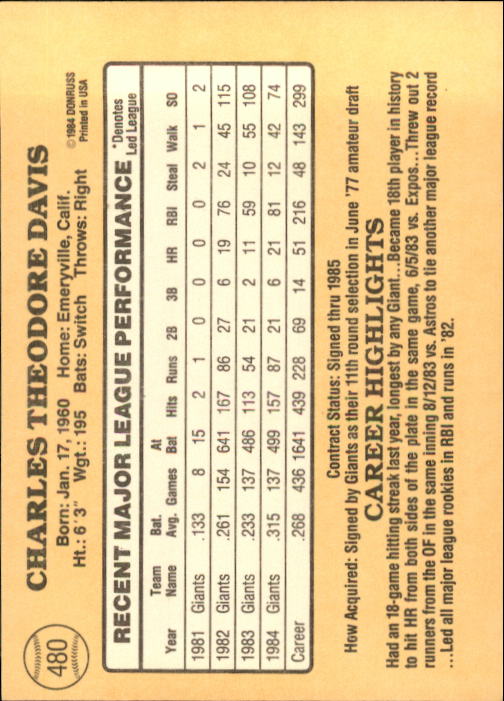 480
CHARLES THEODORE DAVIS
© 1984 DONRUSS
Printed in USA
Born: Jan. 17, 1960 Home: Emeryville, Calif.
Ht.: 6'3" Wgt.: 195 Bats: Switch Throws: Right
RECENT MAJOR LEAGUE PERFORMANCE *Denotes Led League
Year Team Name Bat. Avg. Games At Bat Hits Runs 2B 3B HR RBI Steal Walk SO
1981 Giants .133 8 15 2 1 0 0 0 0 2 1 2
1982 Giants .261 154 641 167 86 27 6 19 76 24 45 115
1983 Giants .233 137 486 113 54 21 2 11 59 10 55 108
1984 Giants .315 137 499 157 87 21 6 21 81 12 42 74
Career .268 436 1641 439 228 69 14 51 216 48 143 299
Contract Status: Signed thru 1985
How Acquired: Signed by Giants as their 11th round selection in June '77 amateur draft
CAREER HIGHLIGHTS
Had an 18-game hitting streak last year, longest by any Giant...Became 18th player in history
to hit HR from both sides of the plate in the same game, 6/5/83 vs. Expos...Threw out 2
runners from the OF in the same inning 8/12/83 vs. Astros to tie another major league record
...Led all major league rookies in RBI and runs in '82.